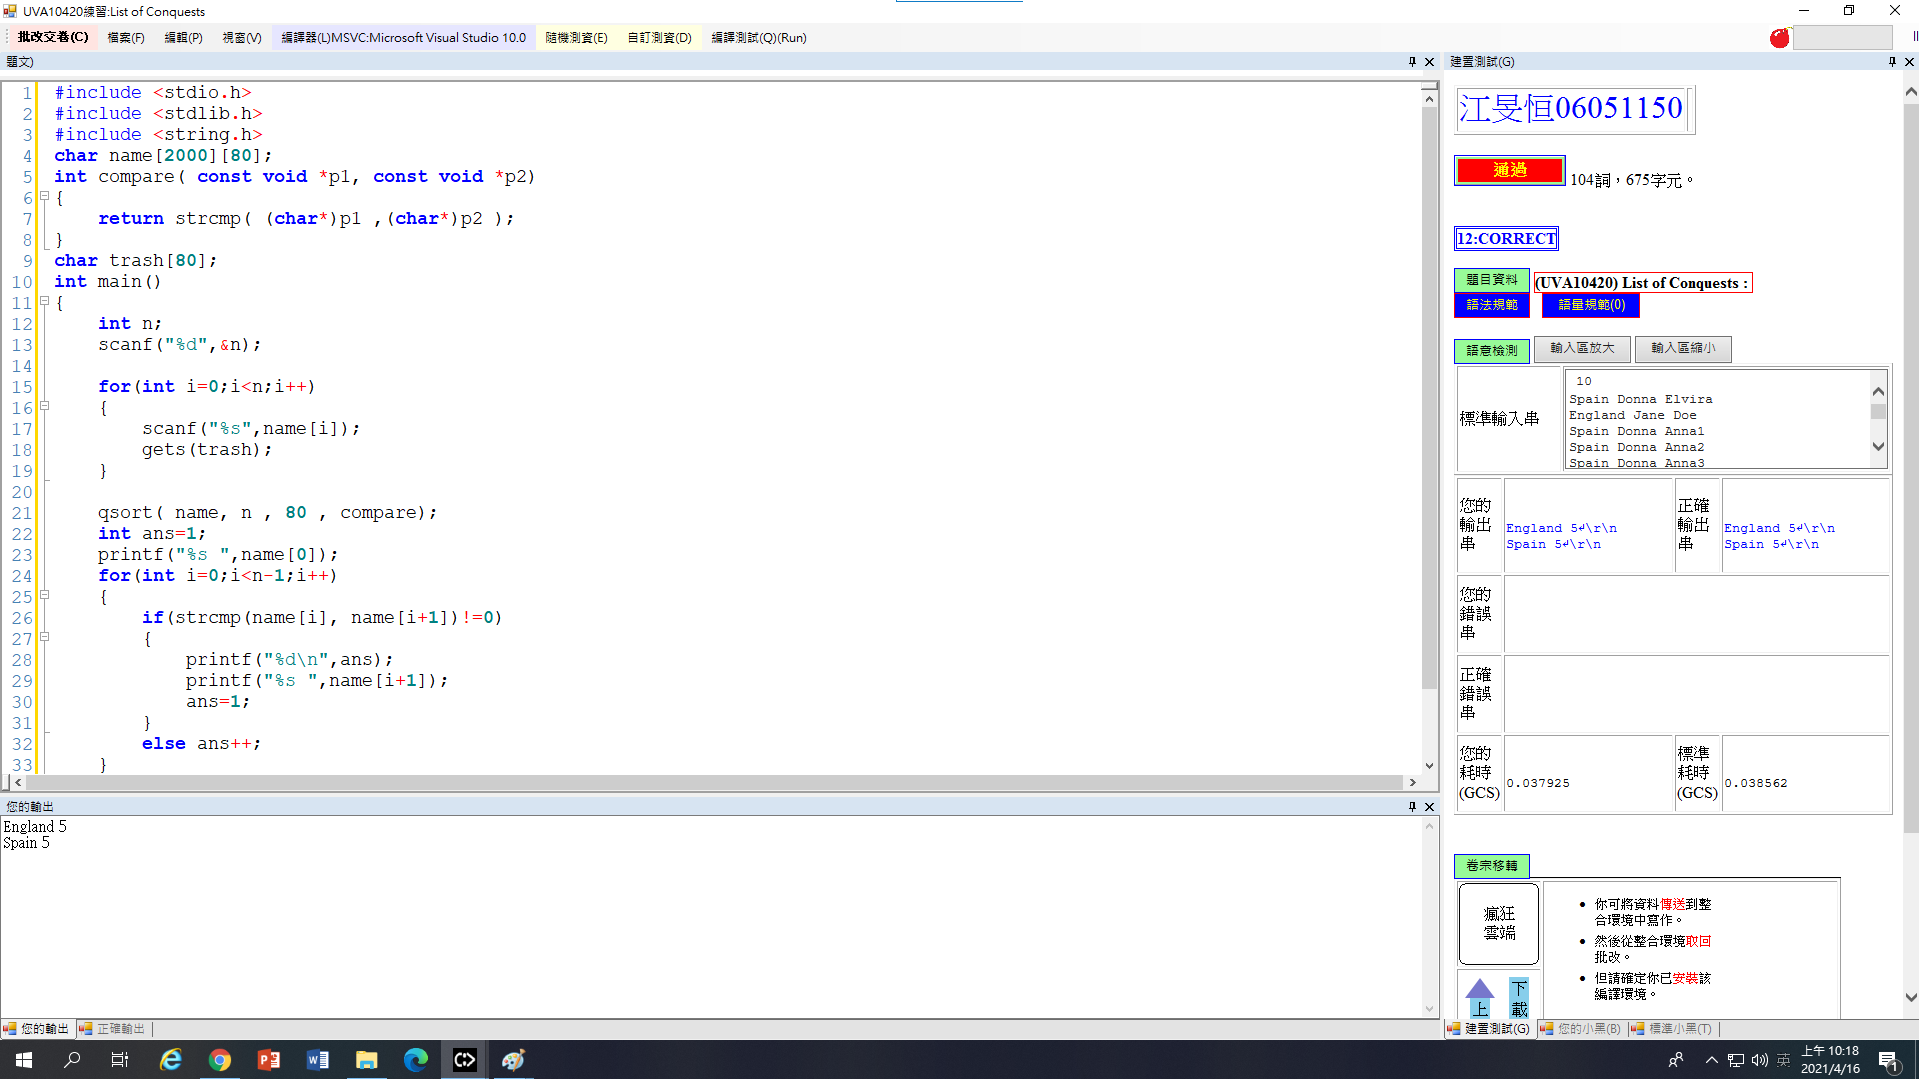 UVA10420練習:List of Conquests
批改交卷(C) 檔案(F) 編輯(P) 視窗(V) 編譯器(L)MSVC:Microsoft Visual Studio 10.0 隨機測資(E) 自訂測資(D) 編譯測試(Q)(Run)
題文)
1 #include <stdio.h>
2 #include <stdlib.h>
3 #include <string.h>
4 char name[2000][80];
5 int compare( const void *p1, const void *p2)
6 {
7 return strcmp( (char*)p1 ,(char*)p2 );
8 }
9 char trash[80];
10 int main()
11 {
12 int n;
13 scanf("%d",&n);
14
15 for(int i=0;i<n;i++)
16 {
17 scanf("%s",name[i]);
18 gets(trash);
19 }
20
21 qsort( name, n , 80 , compare);
22 int ans=1;
23 printf("%s ",name[0]);
24 for(int i=0;i<n-1;i++)
25 {
26 if(strcmp(name[i], name[i+1])!=0)
27 {
28 printf("%d\n",ans);
29 printf("%s ",name[i+1]);
30 ans=1;
31 }
32 else ans++;
33 }
您的輸出
England 5
Spain 5
您的輸出 正確輸出
建置測試(G)
江旻恒06051150
通過 104詞，675字元。
12:CORRECT
題目資料 (UVA10420) List of Conquests :
語法規範 語量規範(0)
語意檢測 輸入區放大 輸入區縮小
標準輸入串
10
Spain Donna Elvira
England Jane Doe
Spain Donna Anna1
Spain Donna Anna2
Spain Donna Anna3
您的輸出串
England 5↵\r\n
Spain 5↵\r\n
正確輸出串
England 5↵\r\n
Spain 5↵\r\n
您的錯誤串
正確錯誤串
您的耗時(GCS) 0.037925
標準耗時(GCS) 0.038562
卷宗移轉
瘋狂雲端
上 下載
你可將資料傳送到整
合環境中寫作。
然後從整合環境取回
批改。
但請確定你已安裝該
編譯環境。
建置測試(G) 您的小黑(B) 標準小黑(T)
英
上午 10:18
2021/4/16
1